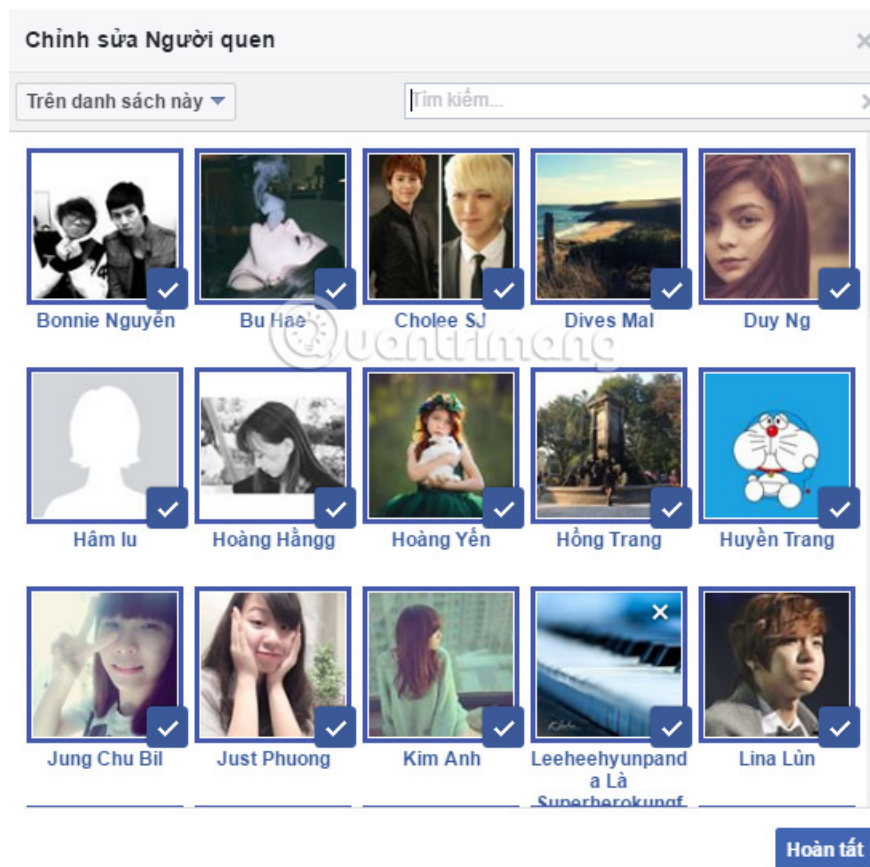 Chỉnh sửa Người quen
Trên danh sách này
Tìm kiếm...
Bonnie Nguyễn
Bu Hae
Cholee SJ
Dives Mal
Duy Ng
Quantrimang
Hâm lu
Hoàng Hằngg
Hoàng Yến
Hồng Trang
Huyền Trang
Jung Chu Bil
Just Phuong
Kim Anh
Leeheehyunpand
a Là
Superherokungf
Lina Lùn
Hoàn tất